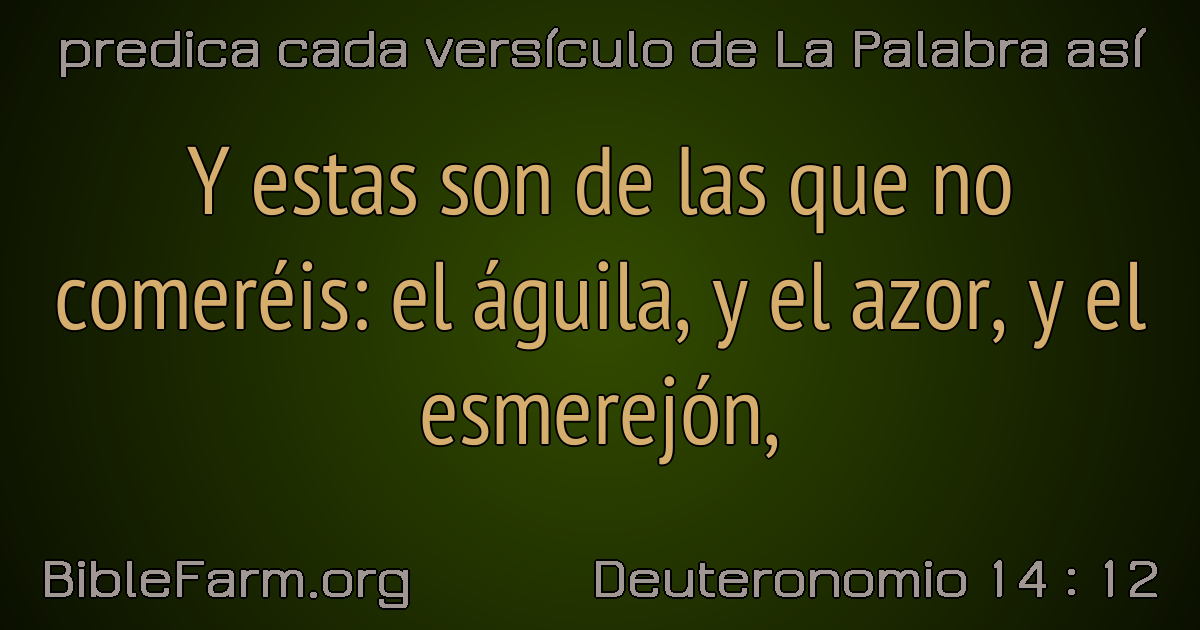 predica cada versículo de La Palabra así
Y estas son de las que no
comeréis: el águila, y el azor, y el
esmerejón,
BibleFarm.org
Deuteronomio 14 : 12